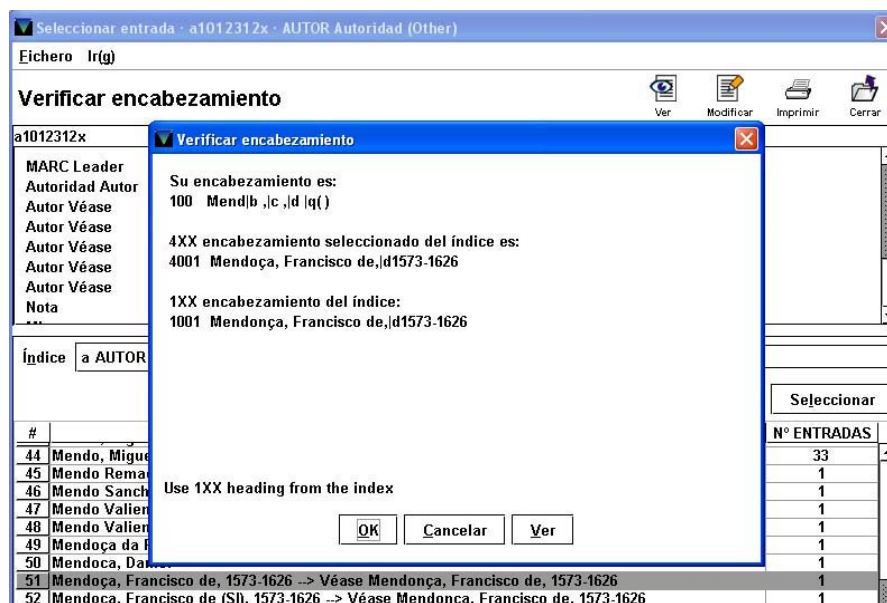 Seleccionar entrada · a1012312x · AUTOR Autoridad (Other)
Fichero Ir(g)
Verificar encabezamiento
Ver Modificar Imprimir Cerrar
a1012312x
MARC Leader
Autoridad Autor
Autor Véase
Autor Véase
Autor Véase
Autor Véase
Autor Véase
Nota
Verificar encabezamiento
Su encabezamiento es:
100 Mend|b ,|c ,|d |q( )
4XX encabezamiento seleccionado del índice es:
4001 Mendoça, Francisco de,|d1573-1626
1XX encabezamiento del índice:
1001 Mendonça, Francisco de,|d1573-1626
Use 1XX heading from the index
OK Cancelar Ver
Índice a AUTOR
Seleccionar
# Nº ENTRADAS
44 Mendo, Migue 33
45 Mendo Rema 1
46 Mendo Sanch 1
47 Mendo Valien 1
48 Mendo Valien 1
49 Mendoça da 1
50 Mendoca, Da 1
51 Mendoça, Francisco de, 1573-1626 --> Véase Mendonça, Francisco de, 1573-1626 1
52 Mendoca, Francisco de (SI), 1573-1626 --> Véase Mendonca, Francisco de, 1573-1626 1